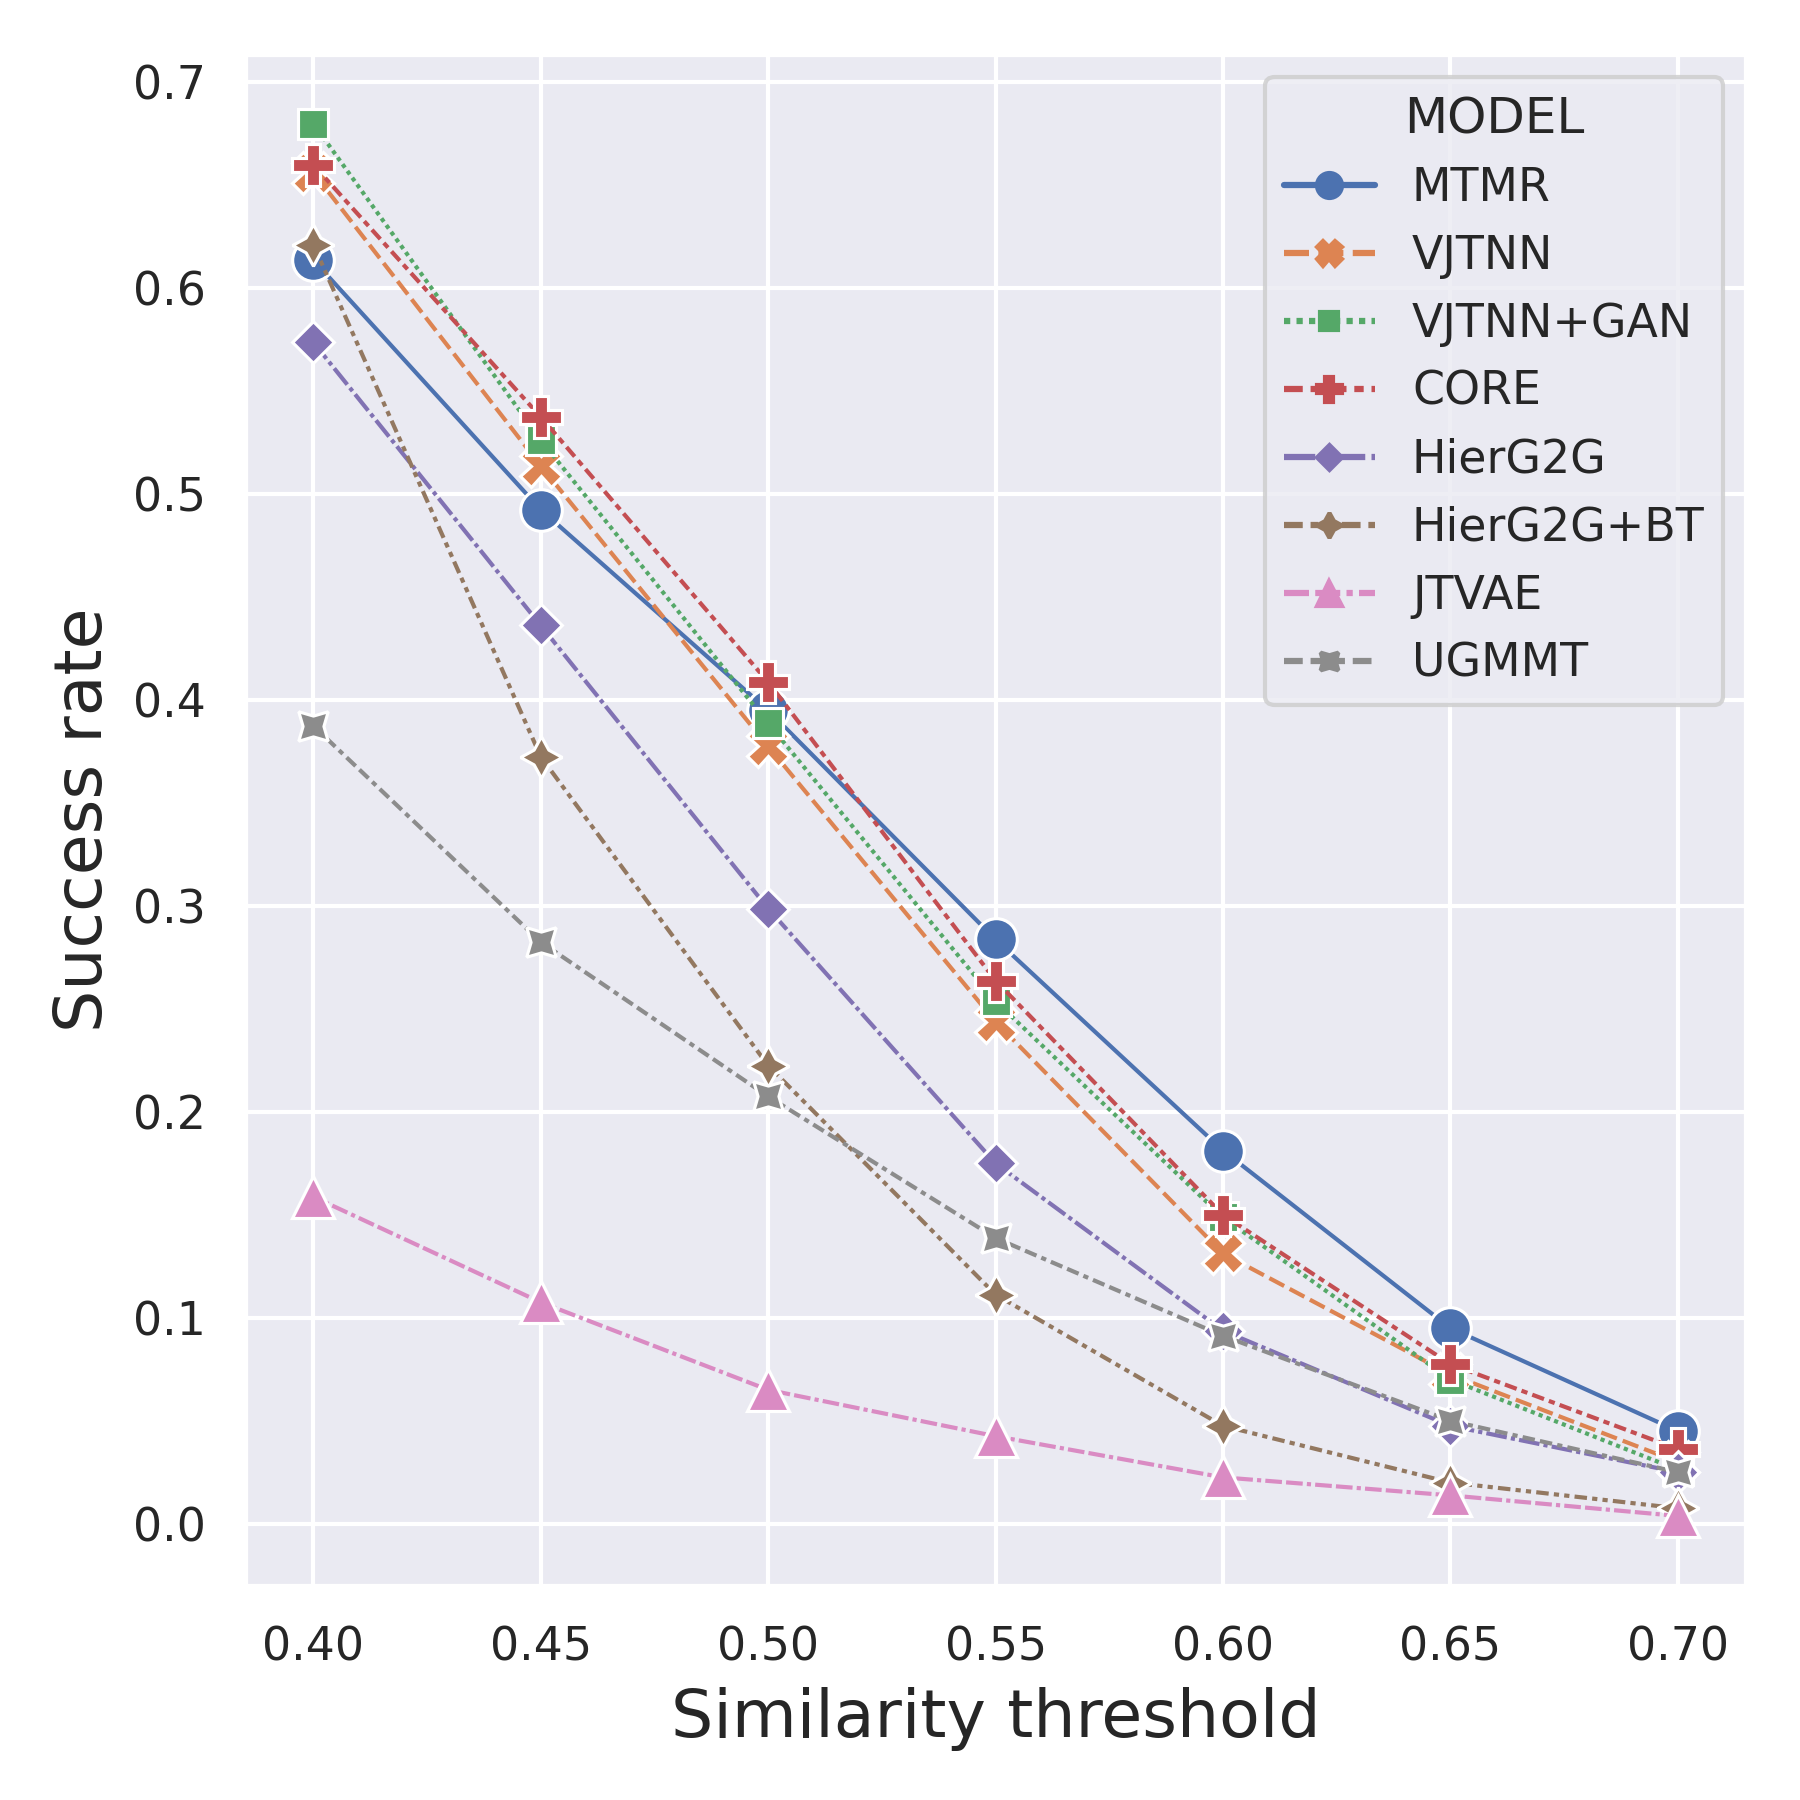 0.7
0.6
0.5
0.4
0.3
0.2
0.1
0.0
Success rate
MODEL
MTMR
VJTNN
VJTNN+GAN
CORE
HierG2G
HierG2G+BT
JTVAE
UGMMT
0.40 0.45 0.50 0.55 0.60 0.65 0.70
Similarity threshold